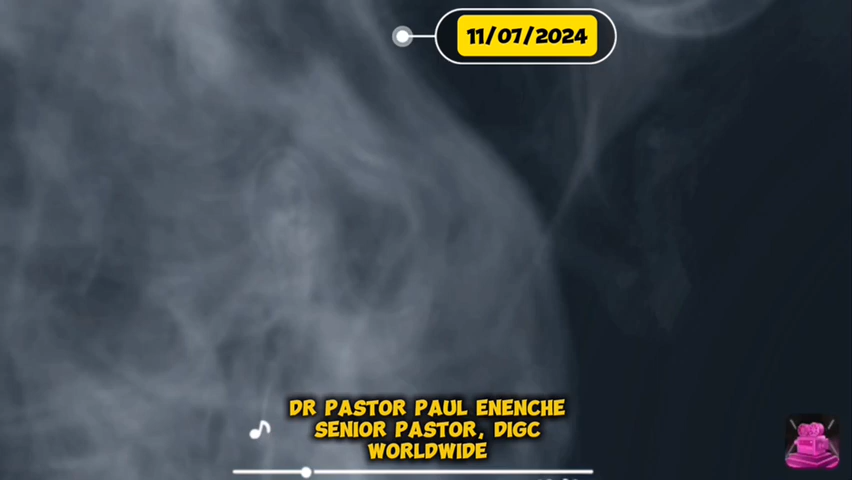 11/07/2024
DR PASTOR PAUL ENENCHE
SENIOR PASTOR, DIGC
WORLDWIDE